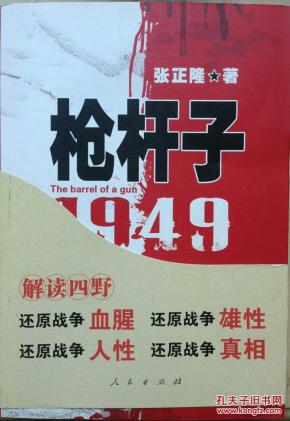 张正隆★著
枪杆子
The barrel of a gun
1949
解读四野
还原战争 血腥 还原战争 雄性
还原战争 人性 还原战争 真相
人民出版社
孔夫子旧书网